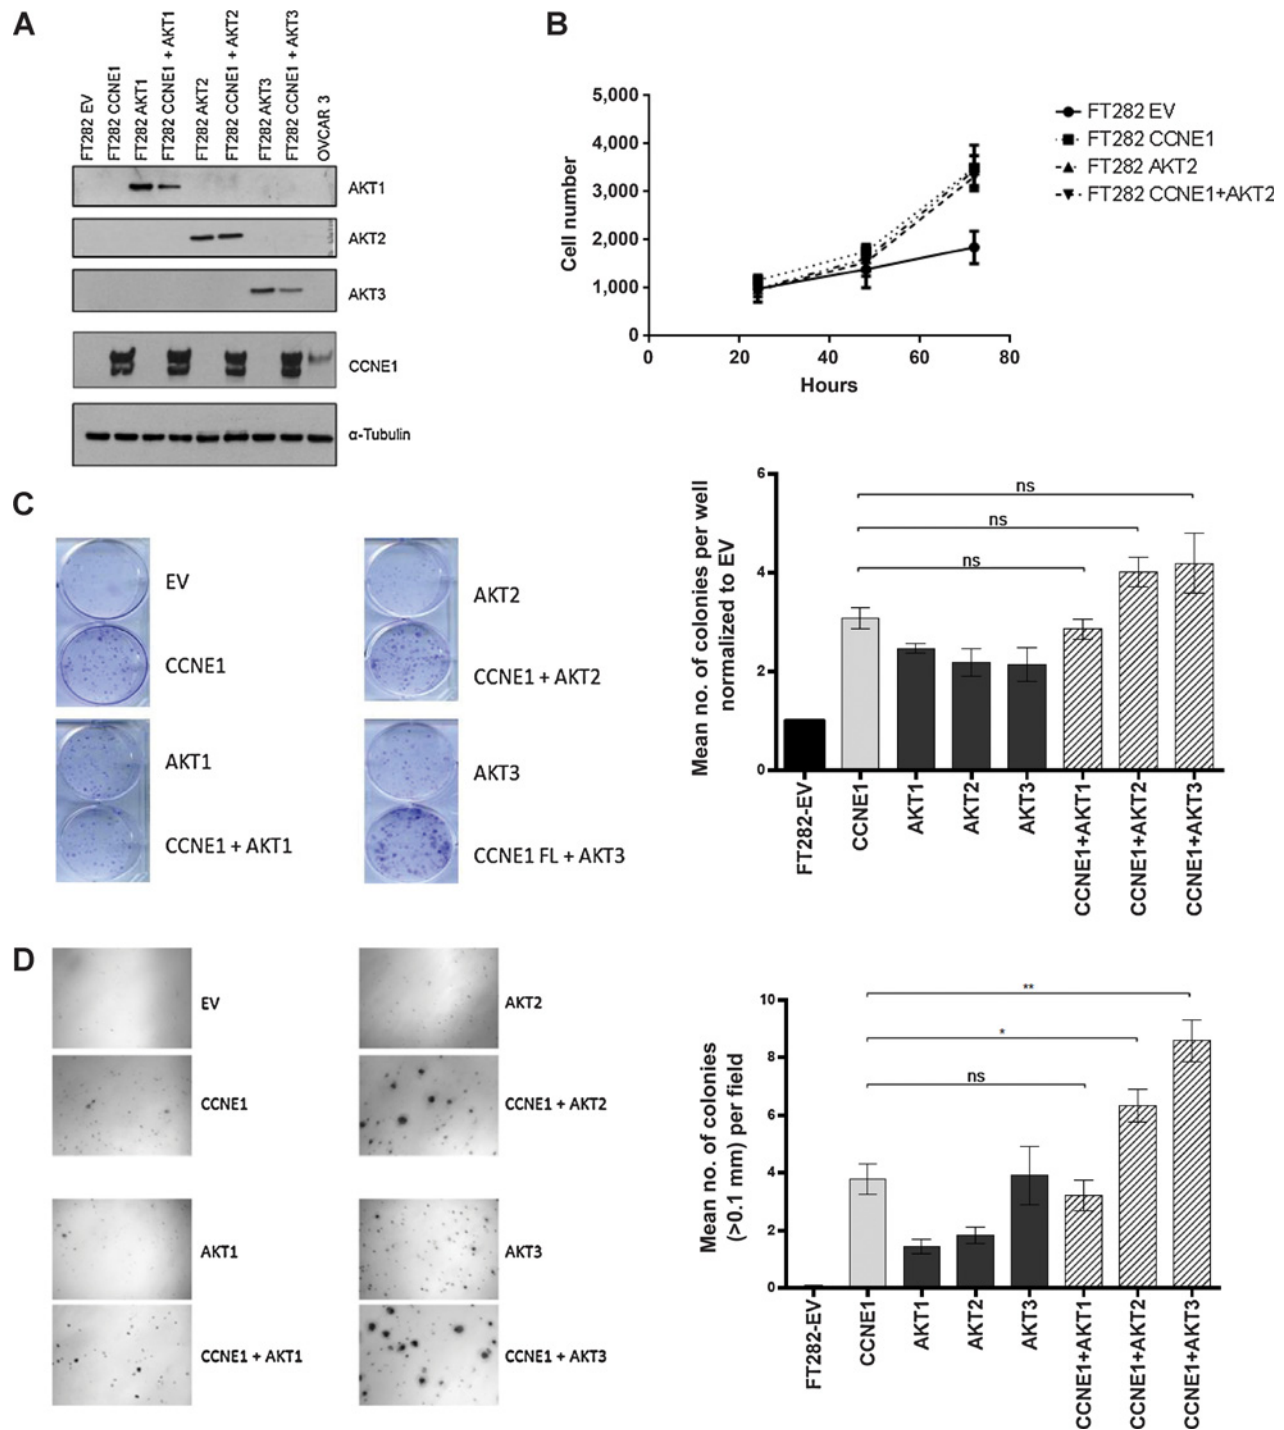 A
FT282 EV
FT282 CCNE1
FT282 AKT1
FT282 CCNE1 + AKT1
FT282 AKT2
FT282 CCNE1 + AKT2
FT282 AKT3
FT282 CCNE1 + AKT3
OVCAR 3
AKT1
AKT2
AKT3
CCNE1
α-Tubulin
B
5,000
4,000
3,000
2,000
1,000
0
0 20 40 60 80
Cell number
Hours
FT282 EV
FT282 CCNE1
FT282 AKT2
FT282 CCNE1+AKT2
C
EV
CCNE1
AKT1
CCNE1 + AKT1
AKT2
CCNE1 + AKT2
AKT3
CCNE1 FL + AKT3
Mean no. of colonies per well
normalized to EV
6
4
2
0
ns
ns
ns
FT282-EV
CCNE1
AKT1
AKT2
AKT3
CCNE1+AKT1
CCNE1+AKT2
CCNE1+AKT3
D
EV
CCNE1
AKT1
CCNE1 + AKT1
AKT2
CCNE1 + AKT2
AKT3
CCNE1 + AKT3
Mean no. of colonies
(>0.1 mm) per field
10
8
6
4
2
0
**
*
ns
FT282-EV
CCNE1
AKT1
AKT2
AKT3
CCNE1+AKT1
CCNE1+AKT2
CCNE1+AKT3